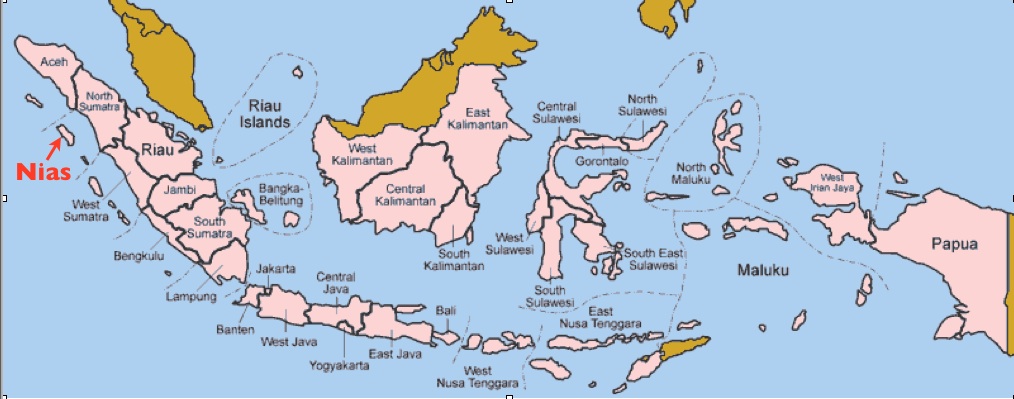 Aceh
North
Sumatra
Nias
Riau
Riau
Islands
West
Sumatra
Jambi
Bangka-
Belitung
South
Sumatra
Bengkulu
Lampung
Jakarta
Banten
West Java
Central
Java
Yogyakarta
East Java
Bali
West
Nusa Tenggara
East
Nusa Tenggara
West
Kalimantan
Central
Kalimantan
East
Kalimantan
South
Kalimantan
Central
Sulawesi
North
Sulawesi
Gorontalo
West
Sulawesi
South
Sulawesi
South East
Sulawesi
North
Maluku
Maluku
West
Irian Jaya
Papua